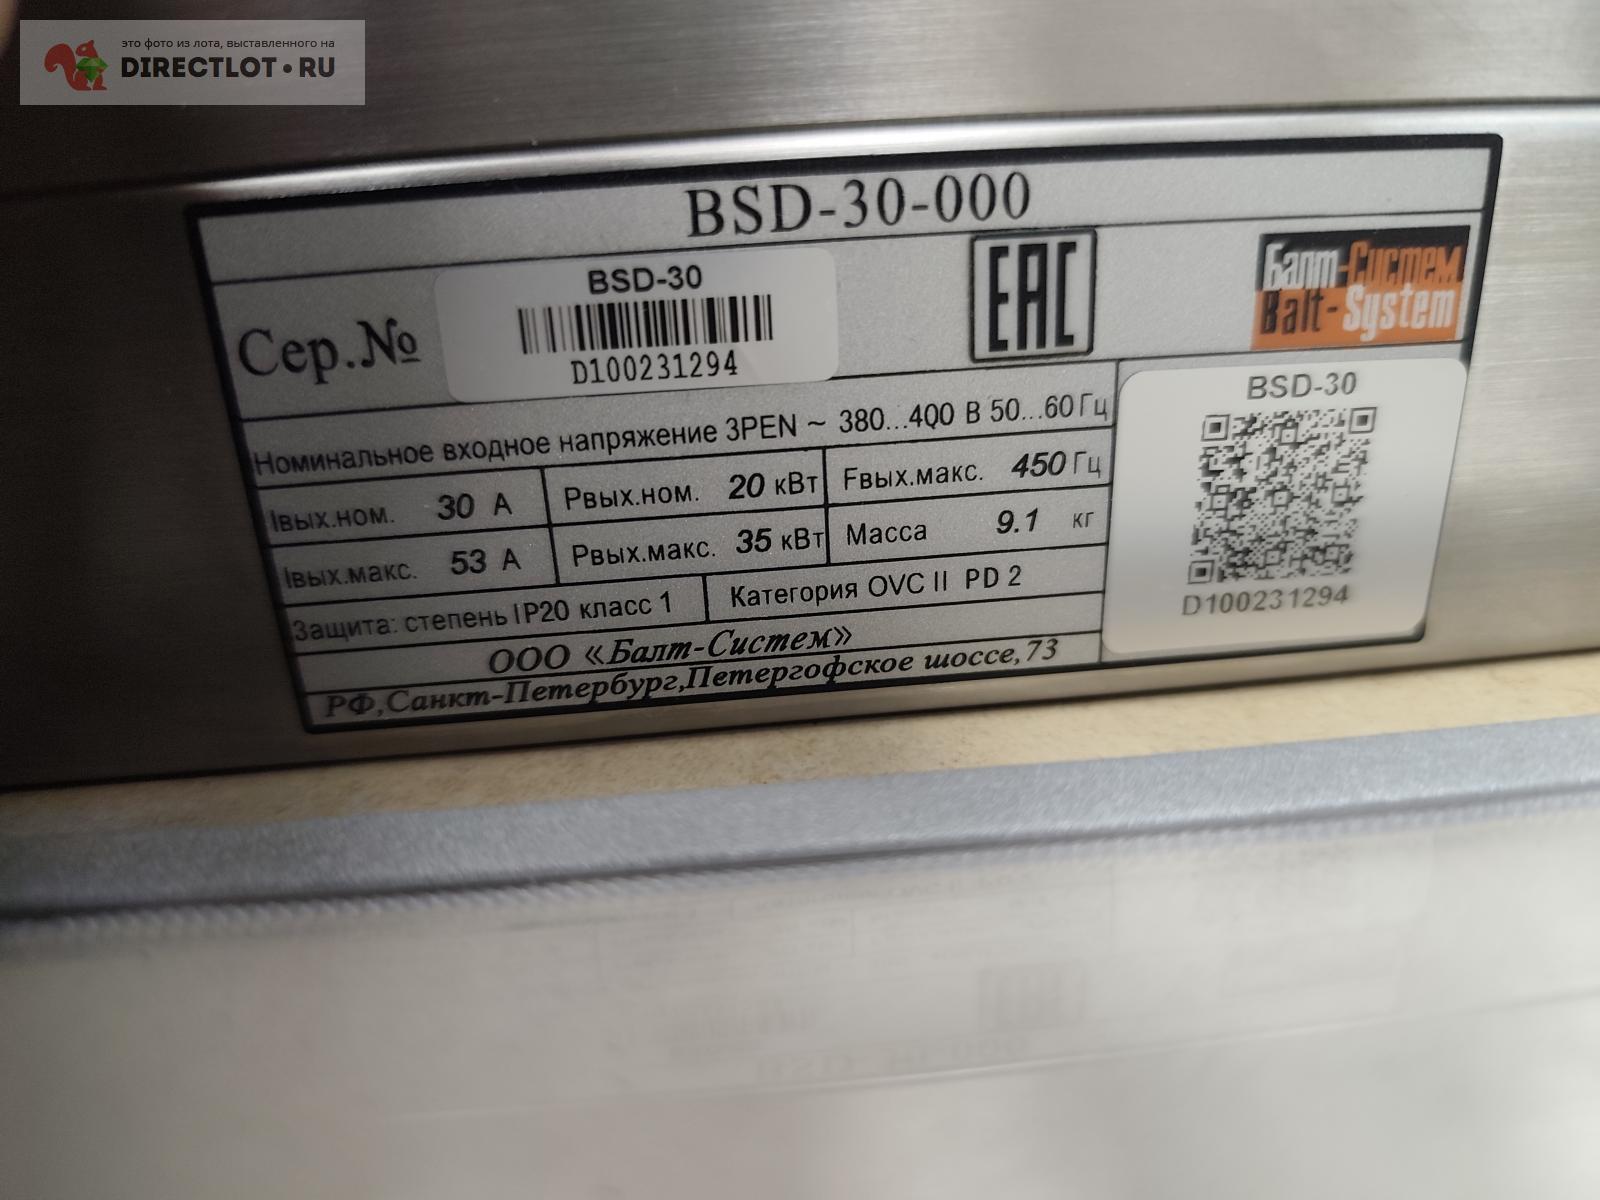 это фото из лота, выставленного на
DIRECTLOT.RU
BSD-30-000
Сер.№
BSD-30
D100231294
EAC
Балт-Систем
Balt-System
Номинальное входное напряжение 3PEN ~ 380...400 В 50...60 Гц
Iвых.ном. 30 А Рвых.ном. 20 кВт Fвых.макс. 450 Гц
Iвых.макс. 53 А Рвых.макс. 35 кВт Масса 9.1 кг
Защита: степень IP20 класс 1 Категория OVC II PD 2
ООО «Балт-Систем»
РФ,Санкт-Петербург,Петергофское шоссе,73
BSD-30
D100231294